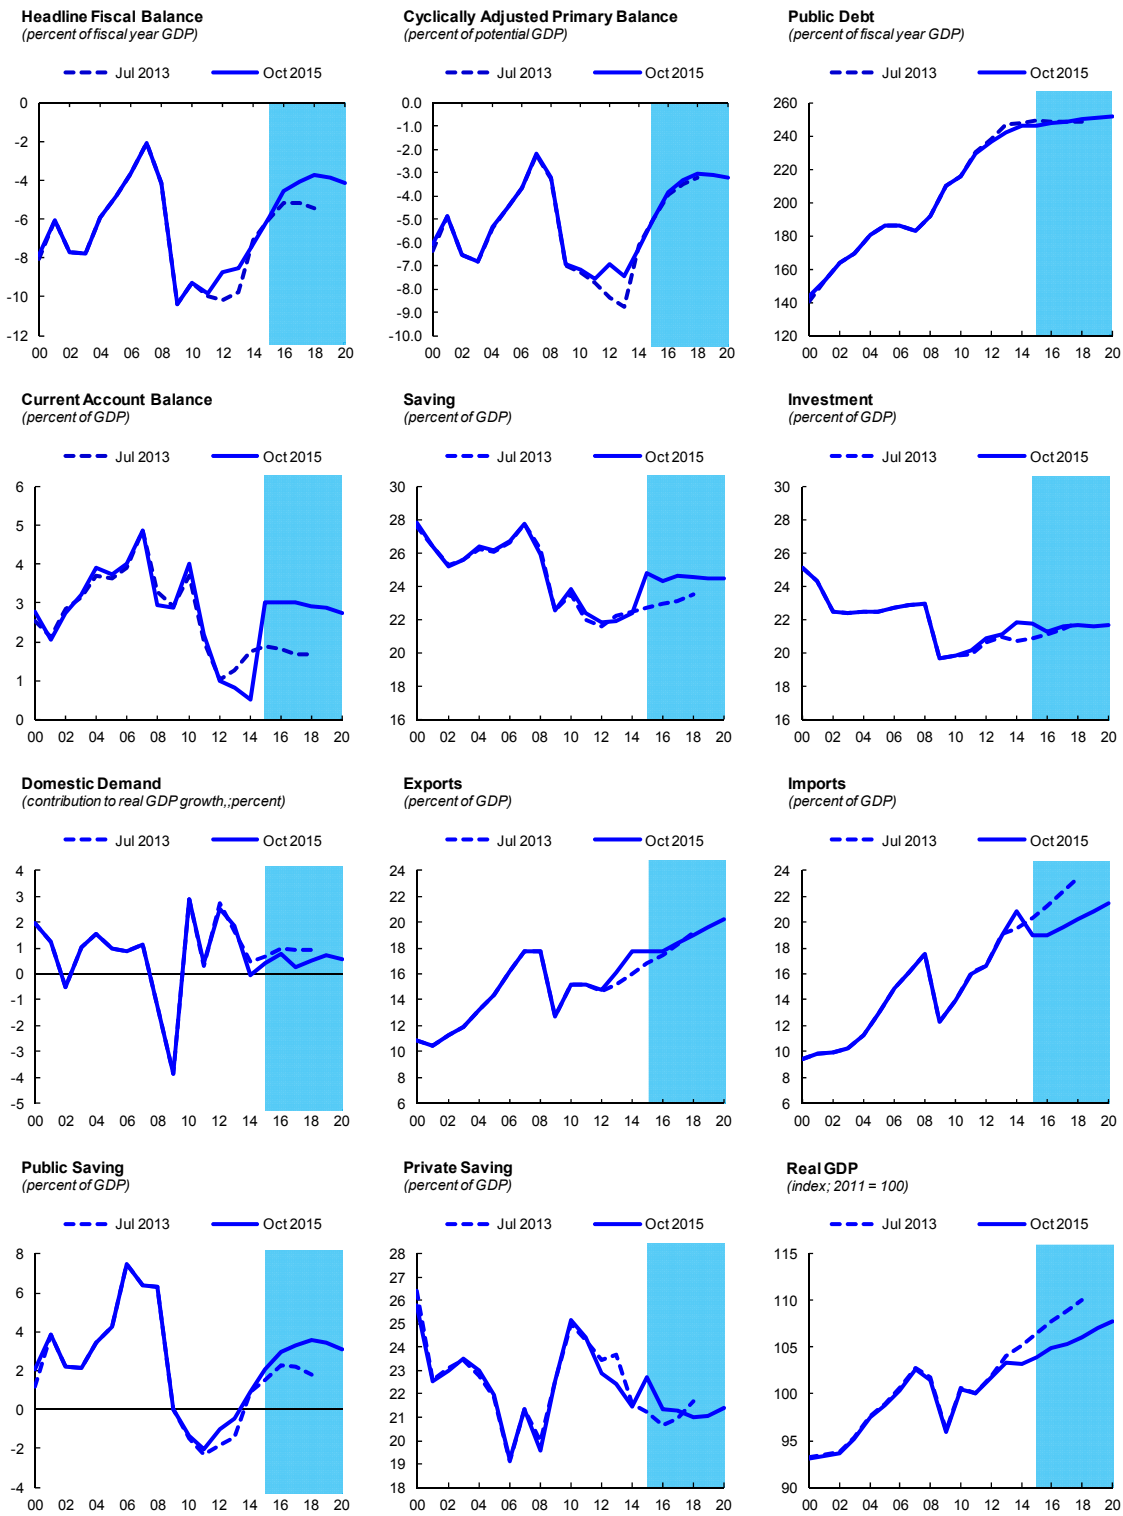 Headline Fiscal Balance
(percent of fiscal year GDP)
Jul 2013 Oct 2015
0
-2
-4
-6
-8
-10
-12
00 02 04 06 08 10 12 14 16 18 20
Cyclically Adjusted Primary Balance
(percent of potential GDP)
Jul 2013 Oct 2015
0.0
-1.0
-2.0
-3.0
-4.0
-5.0
-6.0
-7.0
-8.0
-9.0
-10.0
00 02 04 06 08 10 12 14 16 18 20
Public Debt
(percent of fiscal year GDP)
Jul 2013 Oct 2015
260
240
220
200
180
160
140
120
00 02 04 06 08 10 12 14 16 18 20
Current Account Balance
(percent of GDP)
Jul 2013 Oct 2015
6
5
4
3
2
1
0
00 02 04 06 08 10 12 14 16 18 20
Saving
(percent of GDP)
Jul 2013 Oct 2015
30
28
26
24
22
20
18
16
00 02 04 06 08 10 12 14 16 18 20
Investment
(percent of GDP)
Jul 2013 Oct 2015
30
28
26
24
22
20
18
16
00 02 04 06 08 10 12 14 16 18 20
Domestic Demand
(contribution to real GDP growth,;percent)
Jul 2013 Oct 2015
4
3
2
1
0
-1
-2
-3
-4
-5
00 02 04 06 08 10 12 14 16 18 20
Exports
(percent of GDP)
Jul 2013 Oct 2015
24
22
20
18
16
14
12
10
8
6
00 02 04 06 08 10 12 14 16 18 20
Imports
(percent of GDP)
Jul 2013 Oct 2015
24
22
20
18
16
14
12
10
8
6
00 02 04 06 08 10 12 14 16 18 20
Public Saving
(percent of GDP)
Jul 2013 Oct 2015
8
6
4
2
0
-2
-4
00 02 04 06 08 10 12 14 16 18 20
Private Saving
(percent of GDP)
Jul 2013 Oct 2015
28
27
26
25
24
23
22
21
20
19
18
00 02 04 06 08 10 12 14 16 18 20
Real GDP
(index; 2011 = 100)
Jul 2013 Oct 2015
115
110
105
100
95
90
00 02 04 06 08 10 12 14 16 18 20